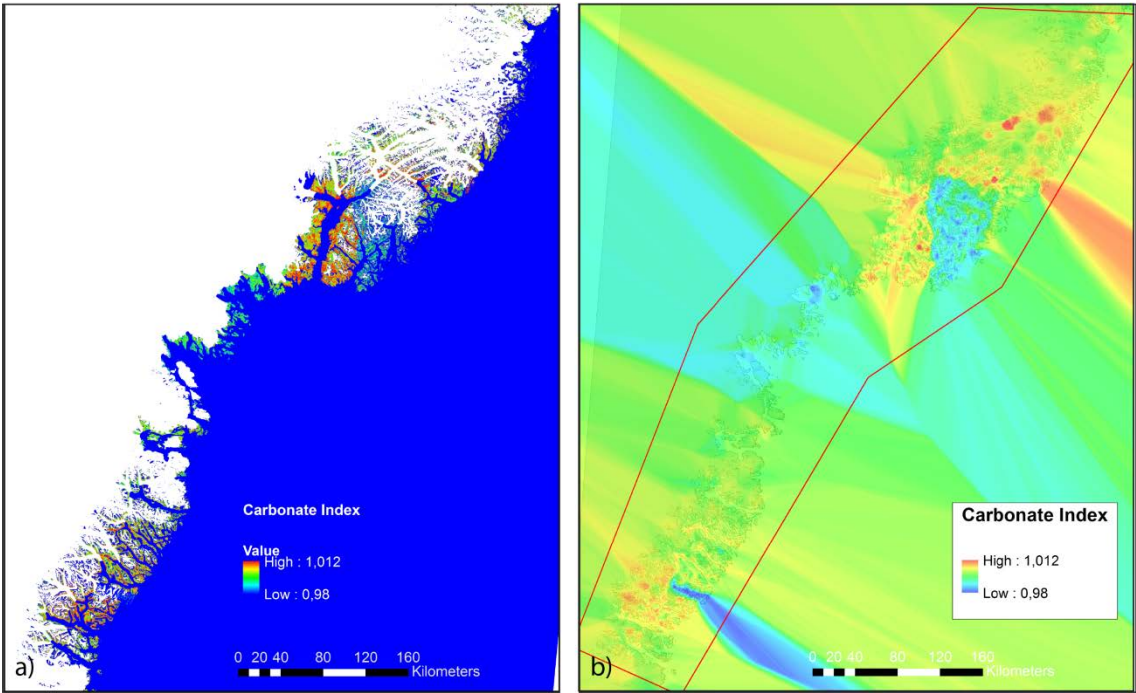 Carbonate Index
Value
High : 1,012
Low : 0,98
0 20 40 80 120 160
Kilometers
a)
Carbonate Index
High : 1,012
Low : 0,98
0 20 40 80 120 160
Kilometers
b)